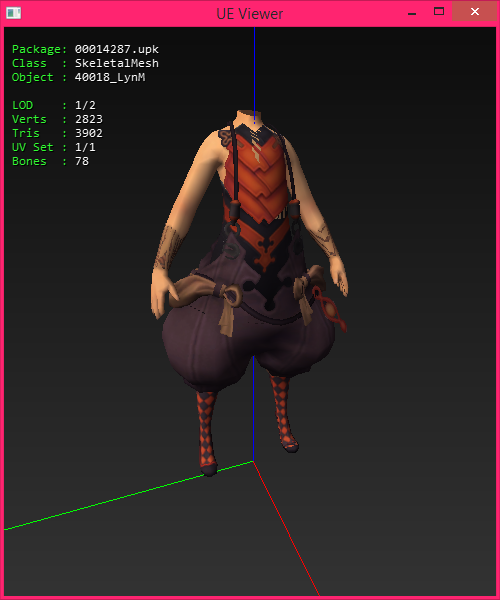 UE Viewer
Package: 00014287.upk
Class : SkeletalMesh
Object : 40018_LynM
LOD : 1/2
Verts : 2823
Tris : 3902
UV Set : 1/1
Bones : 78